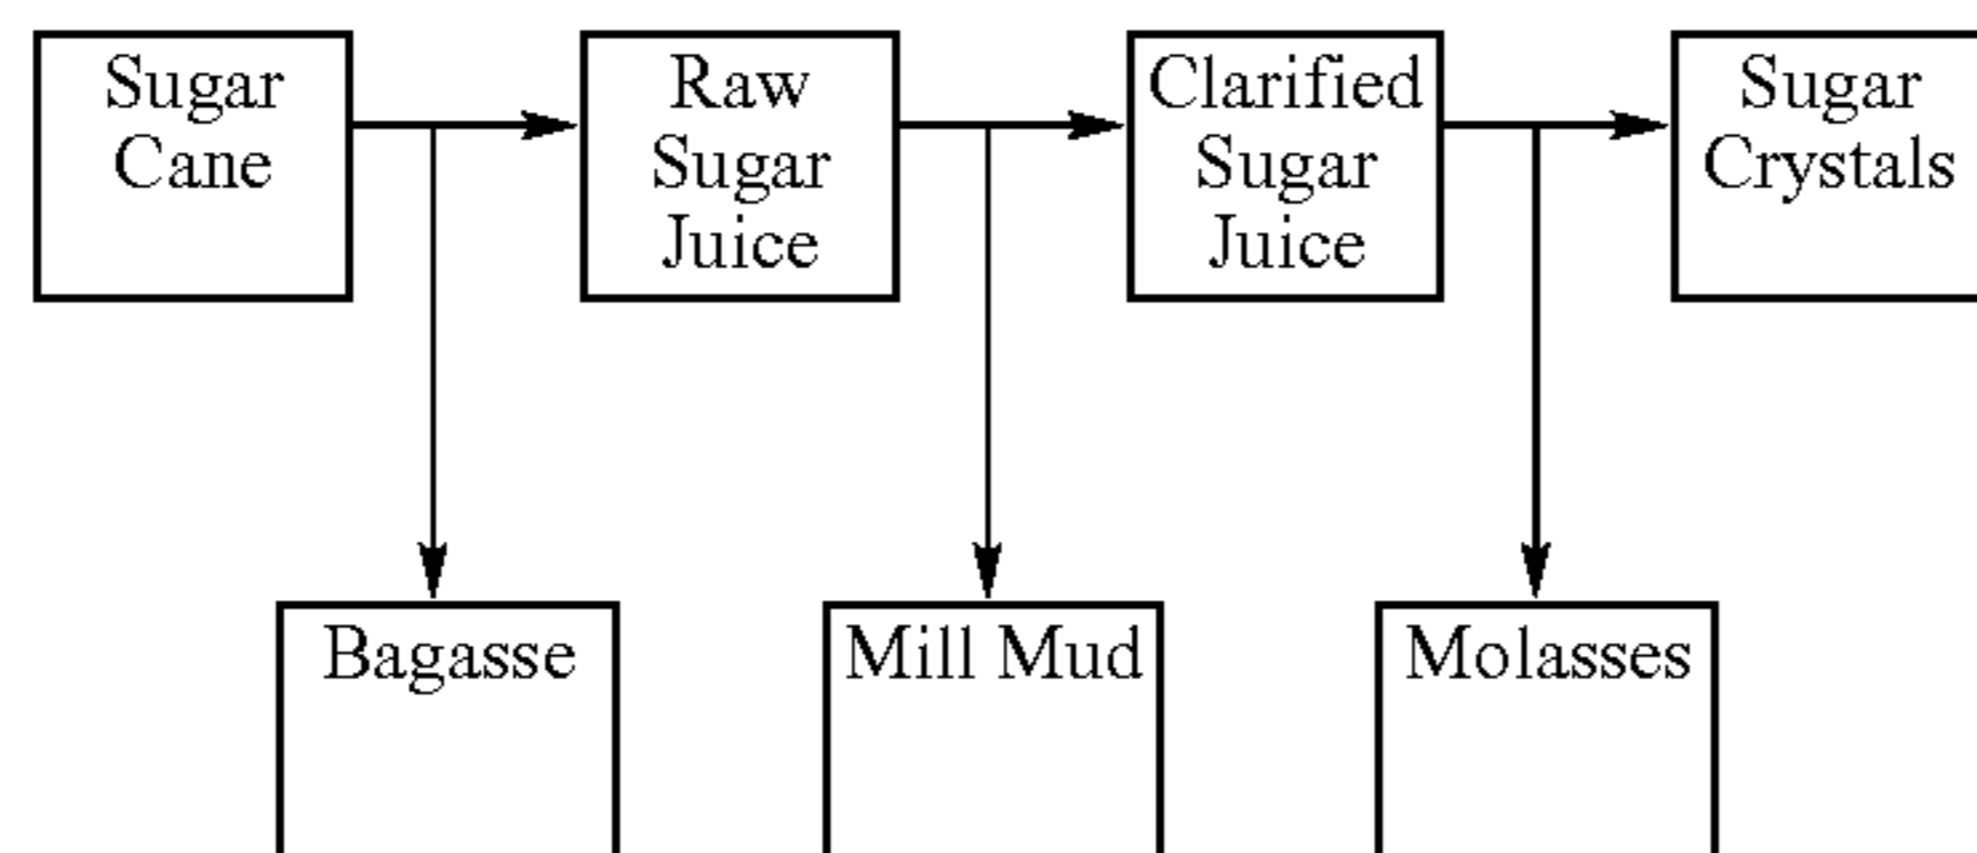 Sugar
Cane
Raw
Sugar
Juice
Clarified
Sugar
Juice
Sugar
Crystals
Bagasse
Mill Mud
Molasses